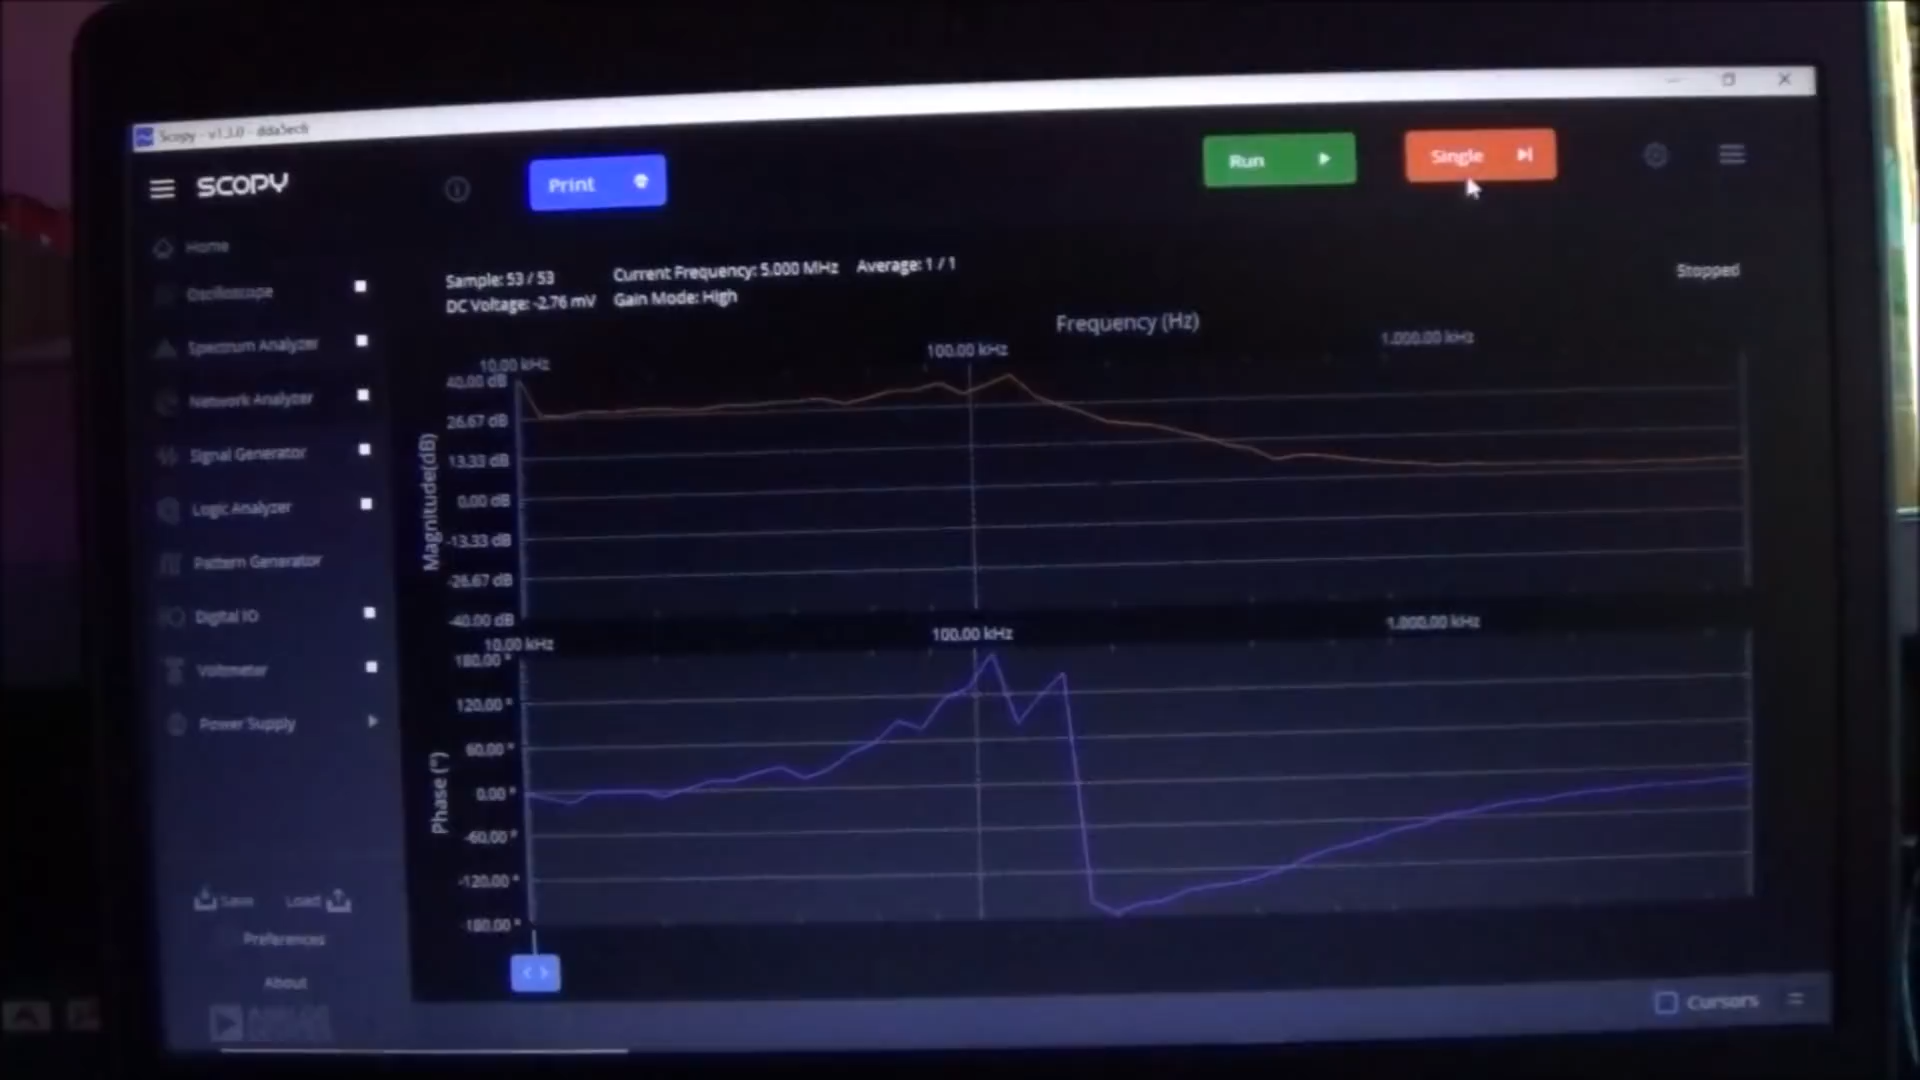 Scopy - v1.3.0 - dda5ecb
SCOPY
Print
Run
Single
Home
Oscilloscope
Spectrum Analyzer
Network Analyzer
Signal Generator
Logic Analyzer
Pattern Generator
Digital IO
Voltmeter
Power Supply
Save
Load
Preferences
About
Sample: 53 / 53
Current Frequency: 5.000 MHz
Average: 1 / 1
DC Voltage: -2.76 mV
Gain Mode: High
Stopped
Frequency (Hz)
10.00 kHz
100.00 kHz
1.000.00 kHz
Magnitude(dB)
40.00 dB
26.67 dB
13.33 dB
0.00 dB
-13.33 dB
-26.67 dB
-40.00 dB
10.00 kHz
100.00 kHz
1.000.00 kHz
Phase (°)
180.00 °
120.00 °
60.00 °
0.00 °
-60.00 °
-120.00 °
-180.00 °
Cursors